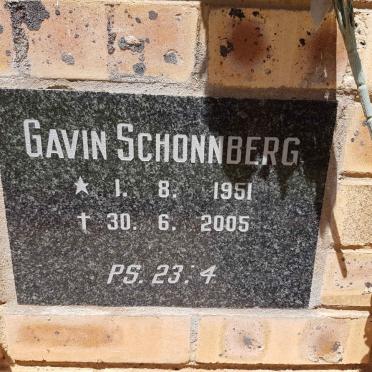 GAVIN SCHONNBERG
★ 1. 8. 1951
† 30. 6. 2005
PS. 23:4